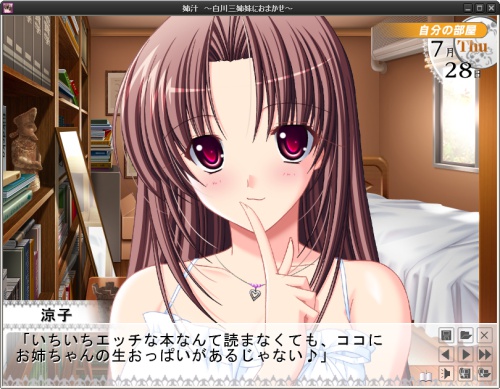 姉汁 ～白川三姉妹におまかせ～
自分の部屋
7月
Thu
28日
涼子
「いちいちエッチな本なんて読まなくても、ココに
お姉ちゃんの生おっぱいがあるじゃない♪」